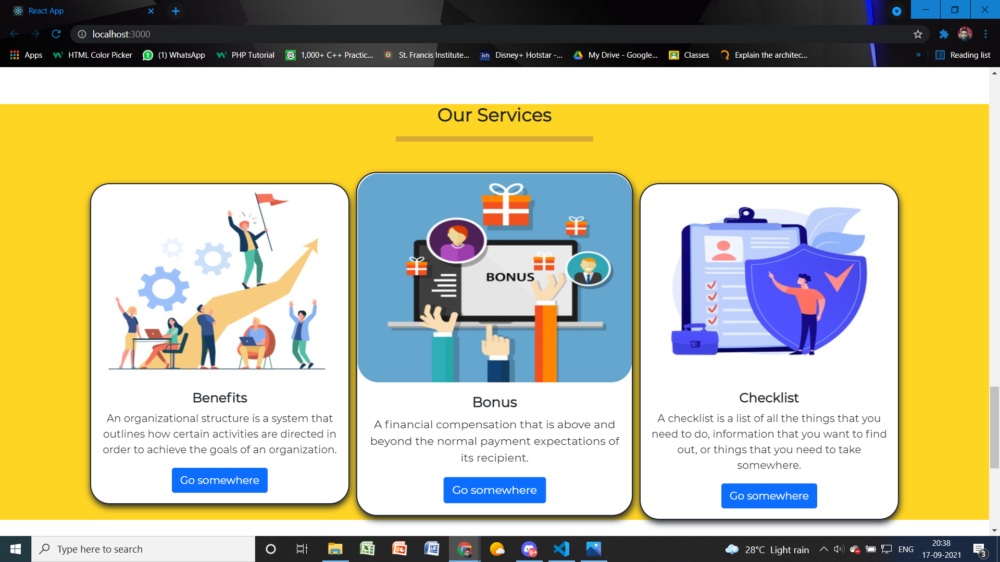 React App
localhost:3000
Apps
HTML Color Picker
(1) WhatsApp
PHP Tutorial
1,000+ C++ Practic...
St. Francis Institute...
Disney+ Hotstar -...
My Drive - Google...
Classes
Explain the architec...
»
Reading list
Our Services
BONUS
Benefits
An organizational structure is a system that
outlines how certain activities are directed in
order to achieve the goals of an organization.
Go somewhere
Bonus
A financial compensation that is above and
beyond the normal payment expectations of
its recipient.
Go somewhere
Checklist
A checklist is a list of all the things that you
need to do, information that you want to find
out, or things that you need to take
somewhere.
Go somewhere
Type here to search
9+
28°C Light rain
ENG
20:38
17-09-2021
3